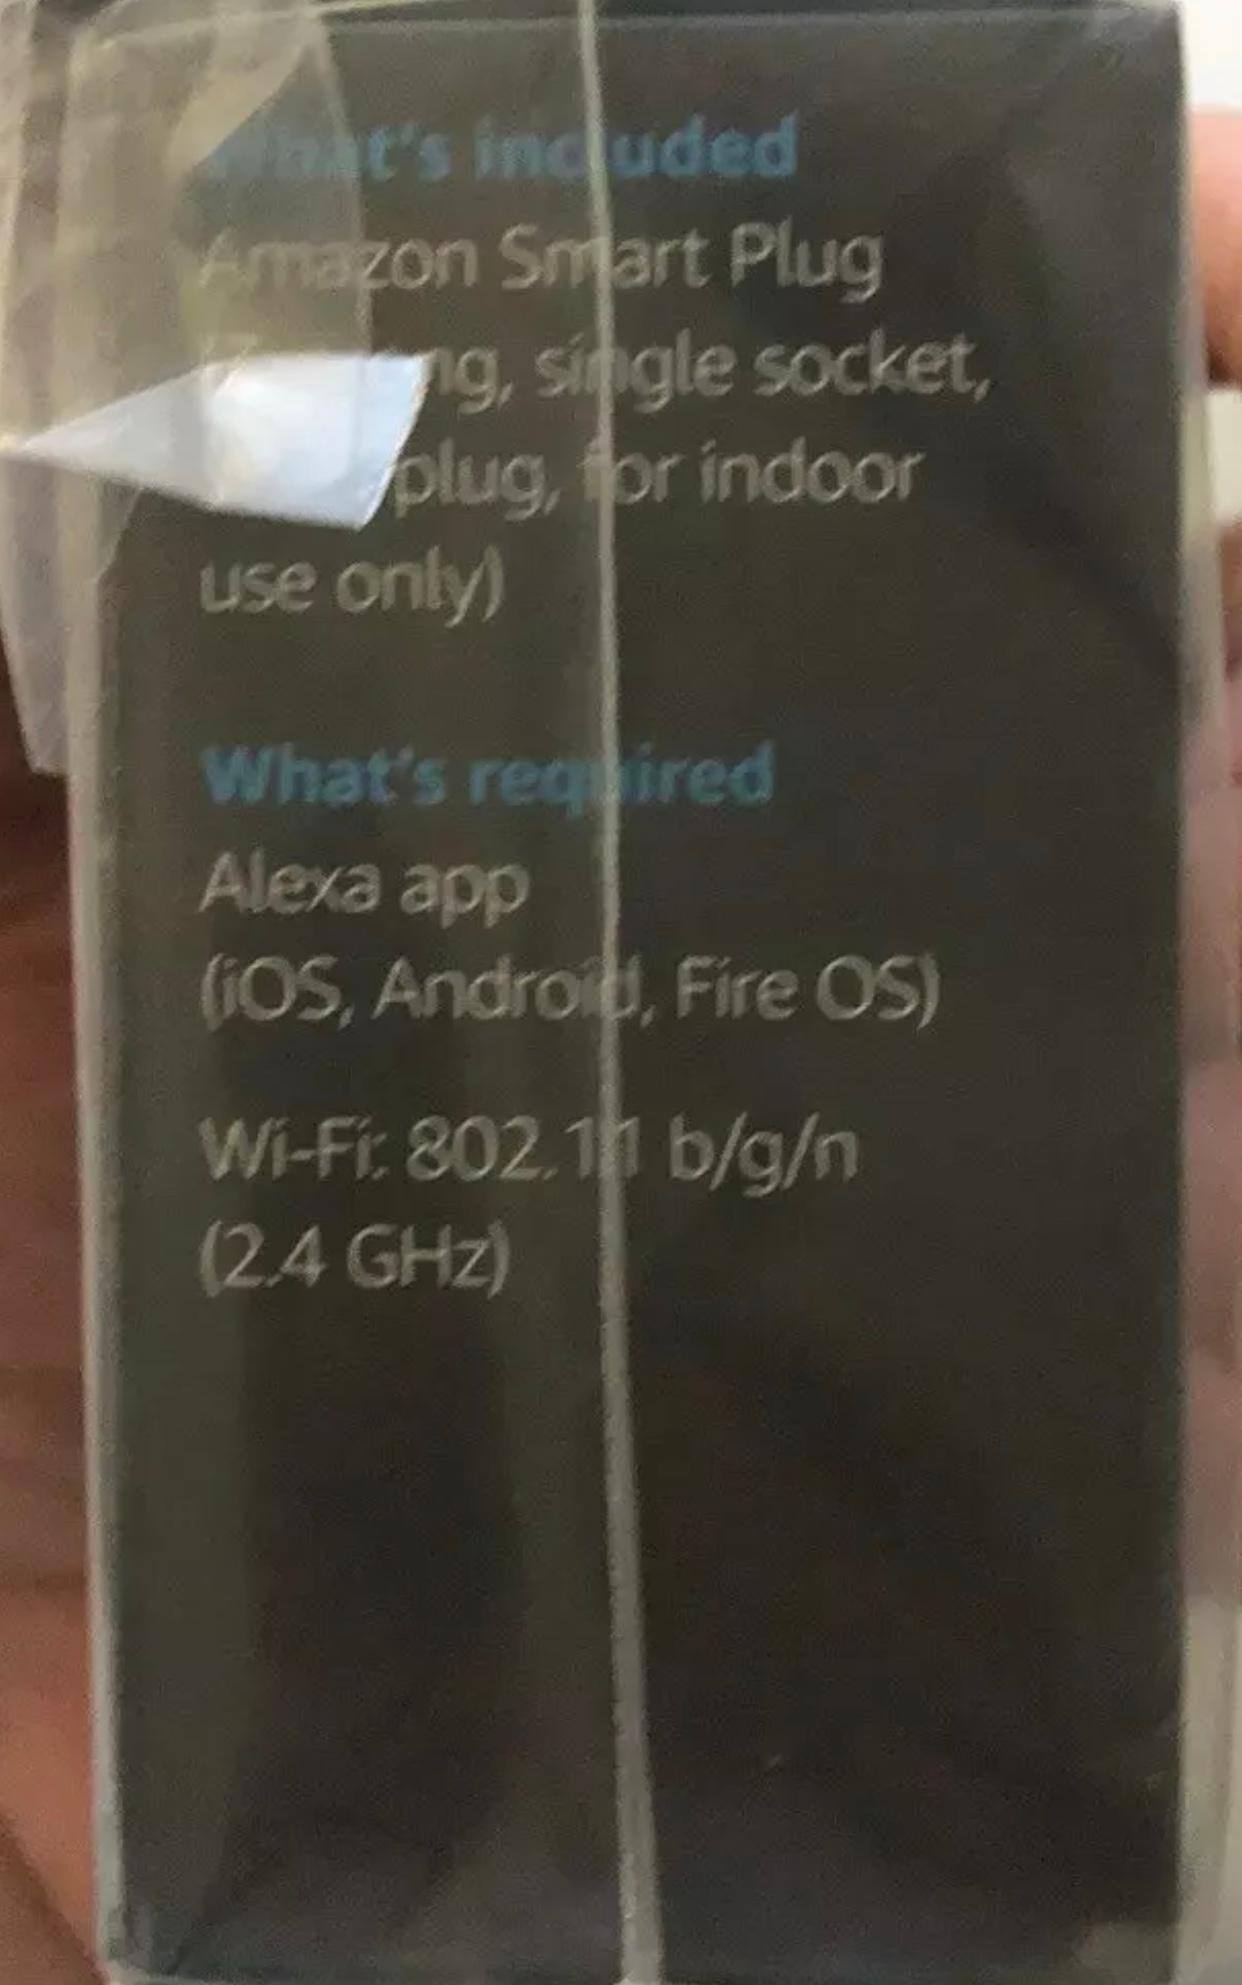 What's included
Amazon Smart Plug
single socket,
plug, for indoor
use only)
What's required
Alexa app
(iOS, Android, Fire OS)
Wi-Fi: 802.11 b/g/n
(2.4 GHz)